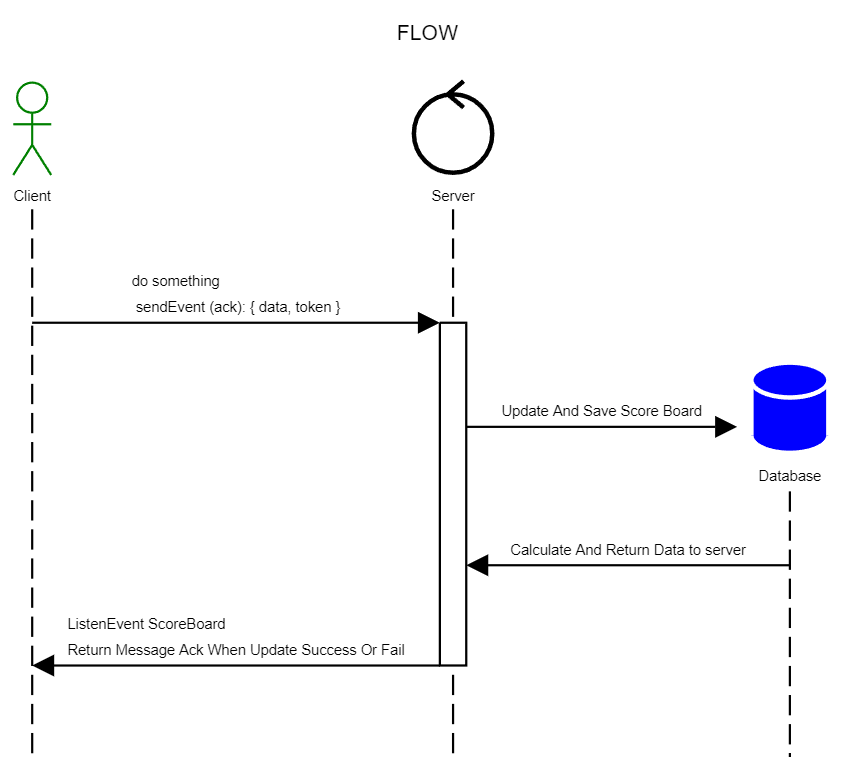 FLOW
Client
Server
do something
sendEvent (ack): { data, token }
Update And Save Score Board
Database
Calculate And Return Data to server
ListenEvent ScoreBoard
Return Message Ack When Update Success Or Fail